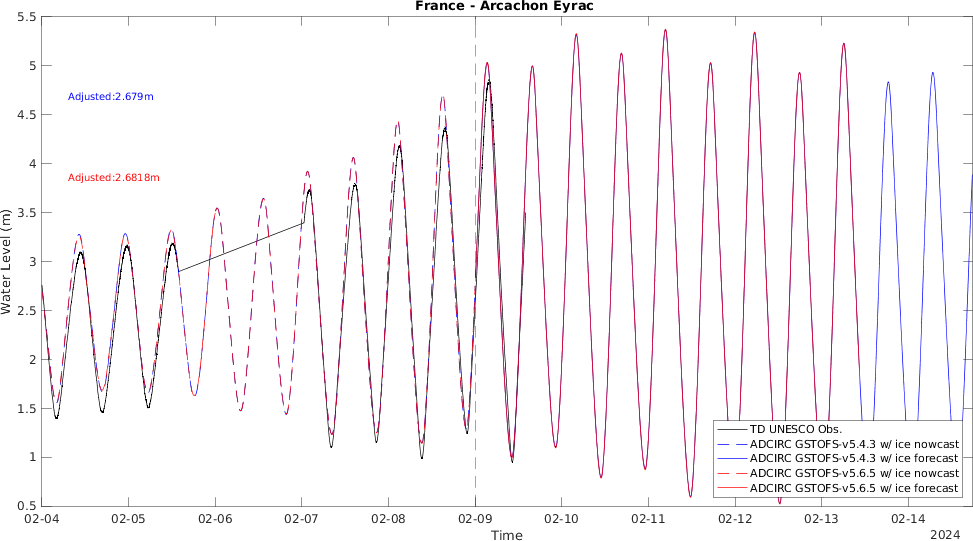 France - Arcachon Eyrac
5.5
5
4.5
4
3.5
3
2.5
2
1.5
1
0.5
Water Level (m)
Adjusted:2.679m
Adjusted:2.6818m
TD UNESCO Obs.
ADCIRC GSTOFS-v5.4.3 w/ ice nowcast
ADCIRC GSTOFS-v5.4.3 w/ ice forecast
ADCIRC GSTOFS-v5.6.5 w/ ice nowcast
ADCIRC GSTOFS-v5.6.5 w/ ice forecast
02-04 02-05 02-06 02-07 02-08 02-09 02-10 02-11 02-12 02-13 02-14
Time
2024